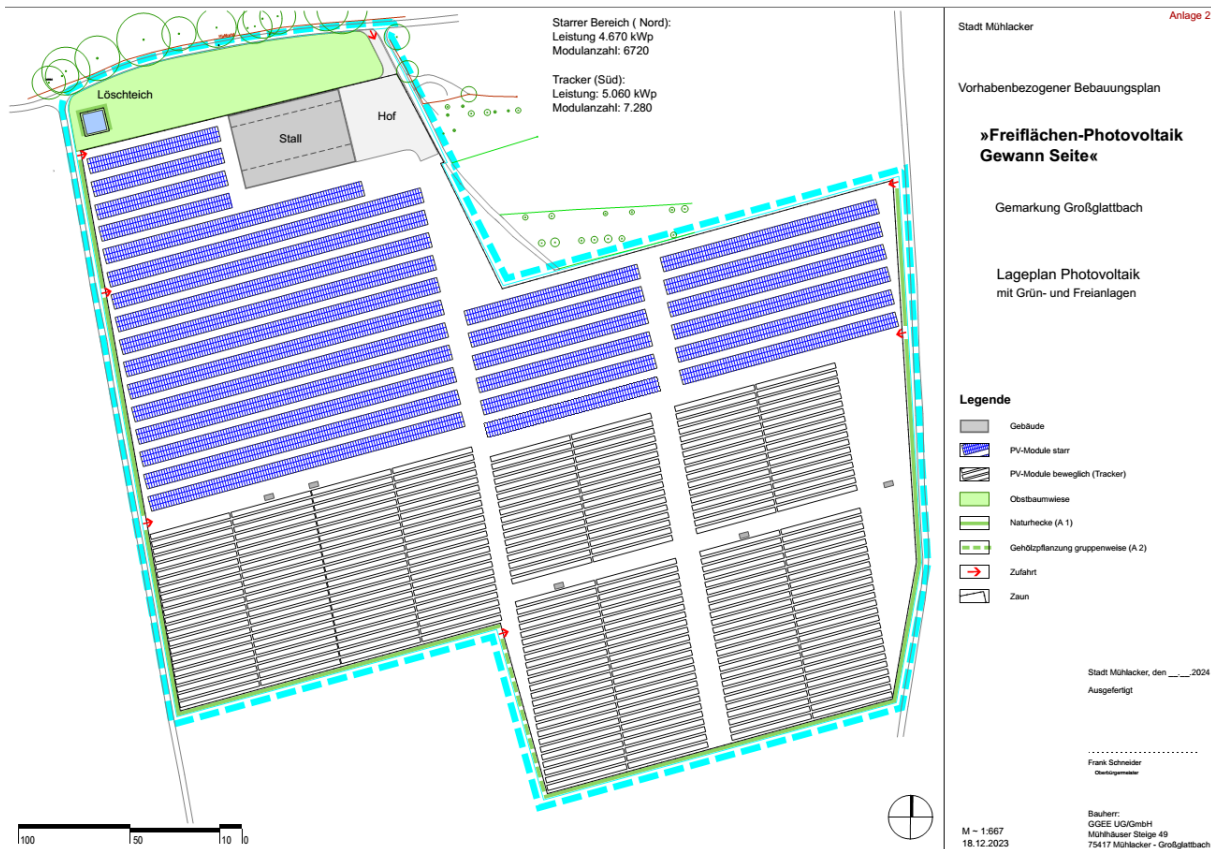 Starrer Bereich ( Nord):
Leistung 4.670 kWp
Modulanzahl: 6720
Tracker (Süd):
Leistung: 5.060 kWp
Modulanzahl: 7.280
Löschteich
Stall
Hof
100
50
10
0
Anlage 2
Stadt Mühlacker
Vorhabenbezogener Bebauungsplan
»Freiflächen-Photovoltaik
Gewann Seite«
Gemarkung Großglattbach
Lageplan Photovoltaik
mit Grün- und Freianlagen
Legende
Gebäude
PV-Module starr
PV-Module beweglich (Tracker)
Obstbaumwiese
Naturhecke (A 1)
Gehölzpflanzung gruppenweise (A 2)
Zufahrt
Zaun
Stadt Mühlacker, den __.__.2024
Ausgefertigt
Frank Schneider
Oberbürgermeister
M ~ 1:667
18.12.2023
Bauherr:
GGEE UG/GmbH
Mühlhäuser Steige 49
75417 Mühlacker - Großglattbach